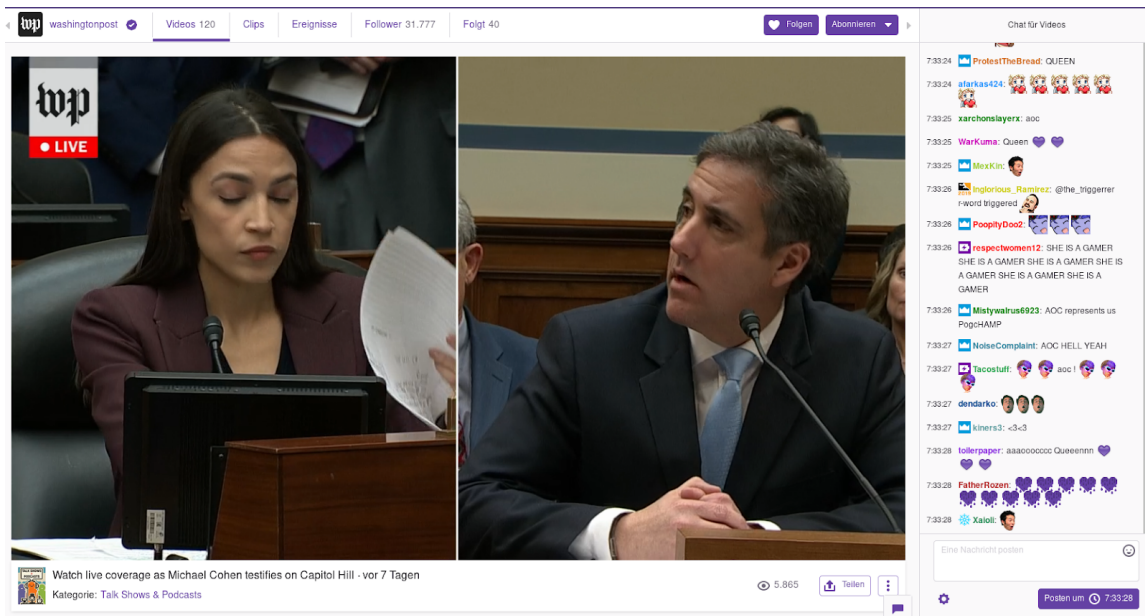 wp
washingtonpost
Videos 120
Clips
Ereignisse
Follower 31.777
Folgt 40
Folgen
Abonnieren
wp
LIVE
Watch live coverage as Michael Cohen testifies on Capitol Hill · vor 7 Tagen
Kategorie: Talk Shows & Podcasts
5.865
Teilen
Chat für Videos
7:33:24 ProtestTheBread: QUEEN
7:33:24 afarkas424:
7:33:25 xarchonslayerx: aoc
7:33:25 WarKuma: Queen
7:33:25 MexKin:
7:33:26 Inglorious_Ramirez: @the_triggerrer
r-word triggered
7:33:26 PooplyDoo2:
7:33:26 respectwomen12: SHE IS A GAMER
SHE IS A GAMER SHE IS A GAMER SHE IS
A GAMER SHE IS A GAMER SHE IS A
GAMER
7:33:26 Mistywalrus6923: AOC represents us
PogcHAMP
7:33:27 NoiseComplaint: AOC HELL YEAH
7:33:27 Tacostuff: aoc !
7:33:27 dendarko:
7:33:27 kiners3: <3<3
7:33:28 toilerpaper: aaaoooccccc Queeennn
7:33:28 FatherRozen:
7:33:28 Xaioli:
Eine Nachricht posten
Posten um 7:33:28